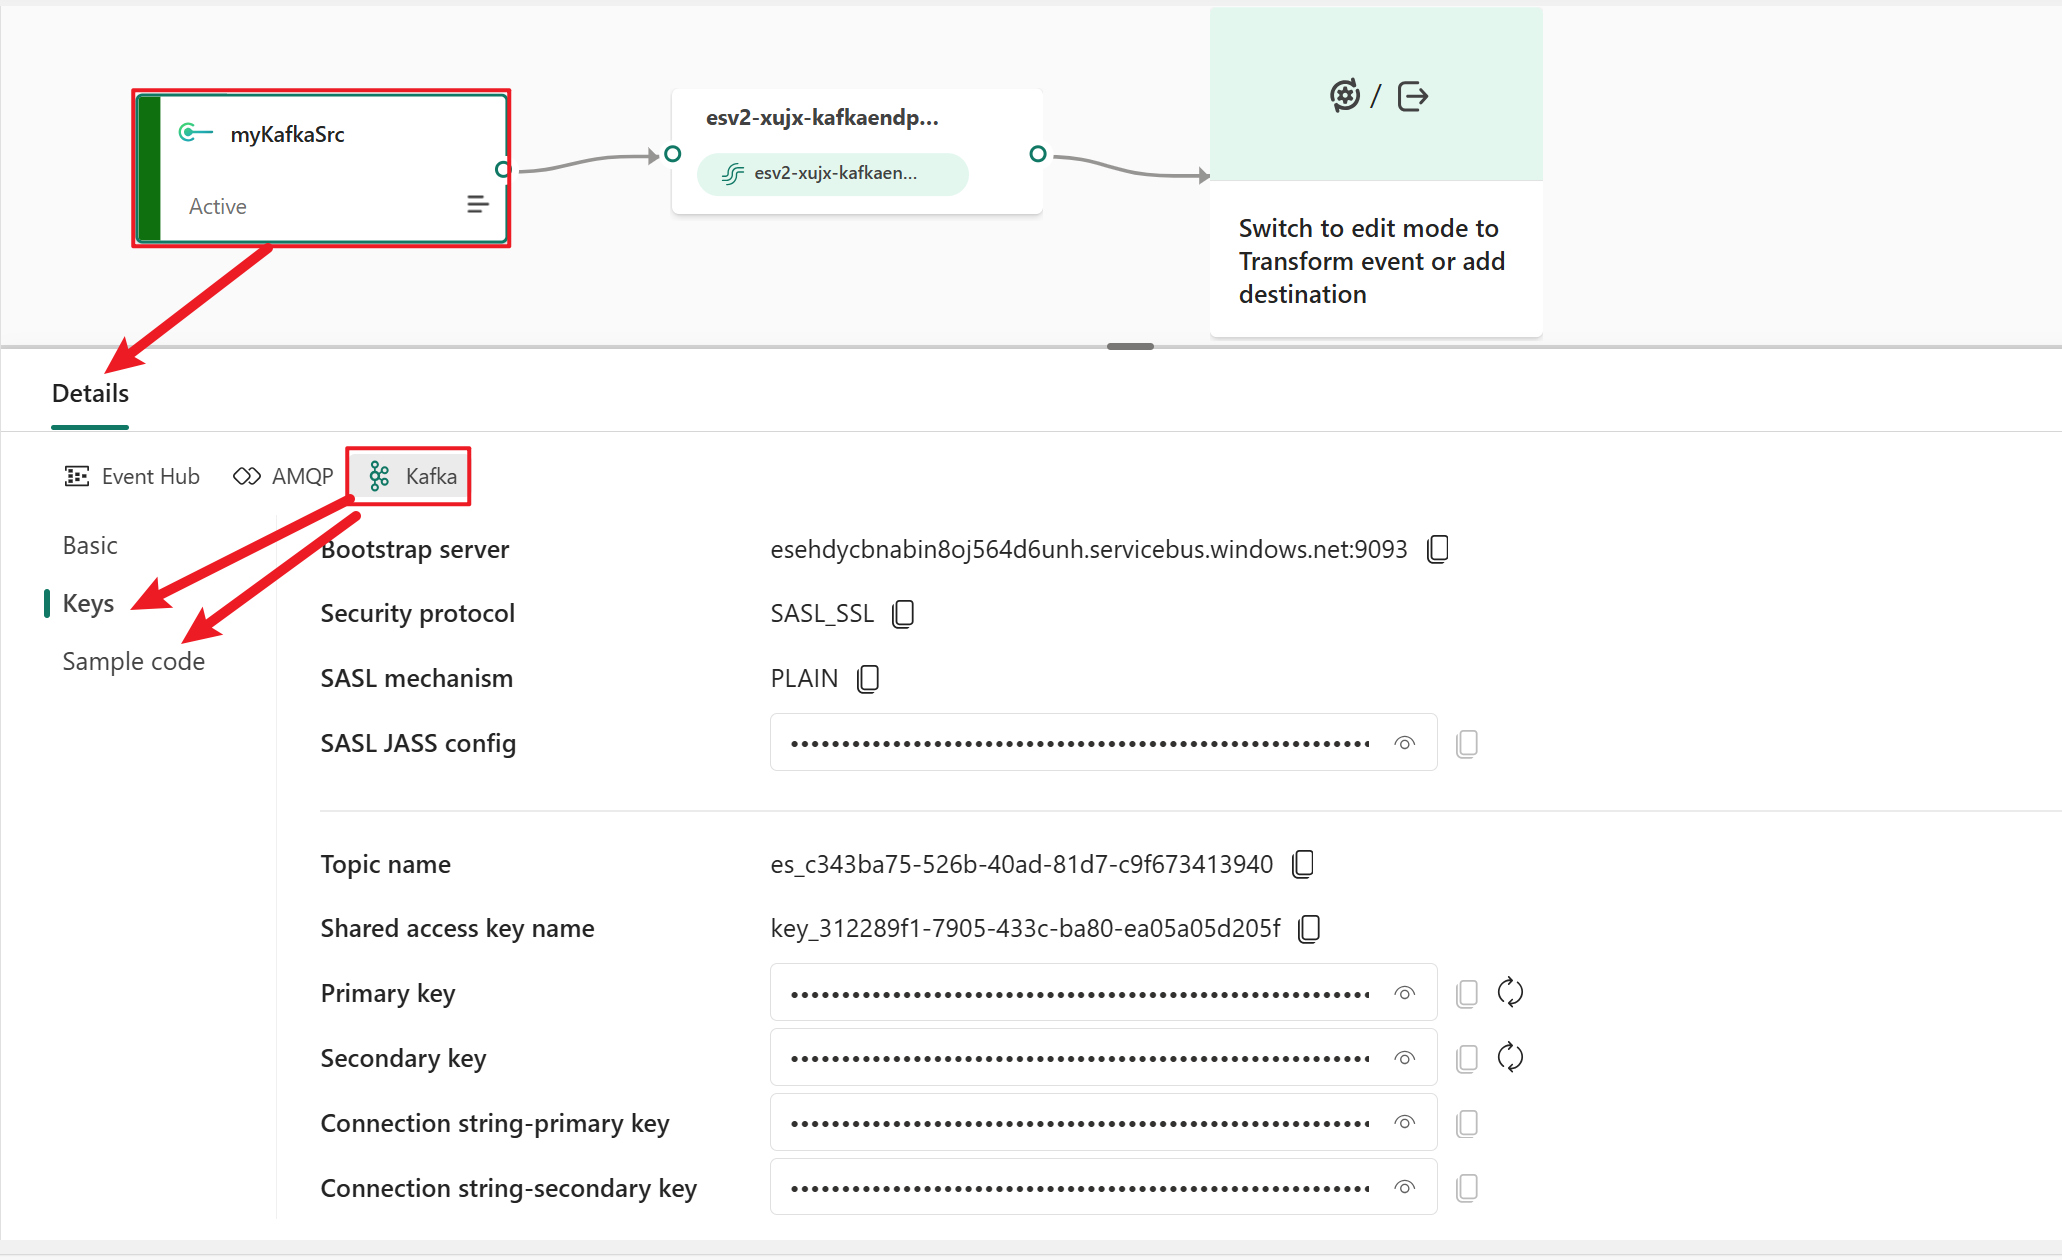 myKafkaSrc
Active
esv2-xujx-kafkaendp...
esv2-xujx-kafkaen...
/
Switch to edit mode to
Transform event or add
destination
Details
Event Hub
AMQP
Kafka
Basic
Keys
Sample code
Bootstrap server
esehdycbnabin8oj564d6unh.servicebus.windows.net:9093
Security protocol
SASL_SSL
SASL mechanism
PLAIN
SASL JASS config
Topic name
es_c343ba75-526b-40ad-81d7-c9f673413940
Shared access key name
key_312289f1-7905-433c-ba80-ea05a05d205f
Primary key
Secondary key
Connection string-primary key
Connection string-secondary key